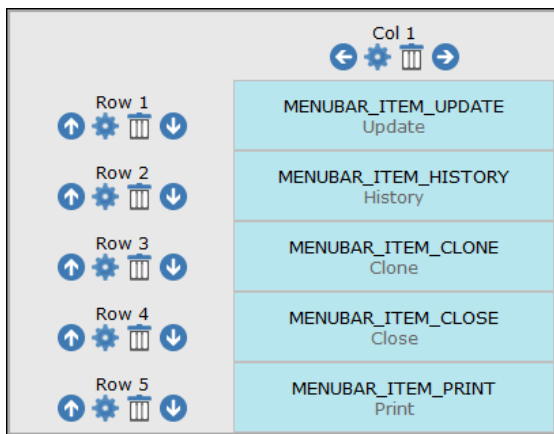 Col 1
Row 1
MENUBAR_ITEM_UPDATE
Update
Row 2
MENUBAR_ITEM_HISTORY
History
Row 3
MENUBAR_ITEM_CLONE
Clone
Row 4
MENUBAR_ITEM_CLOSE
Close
Row 5
MENUBAR_ITEM_PRINT
Print